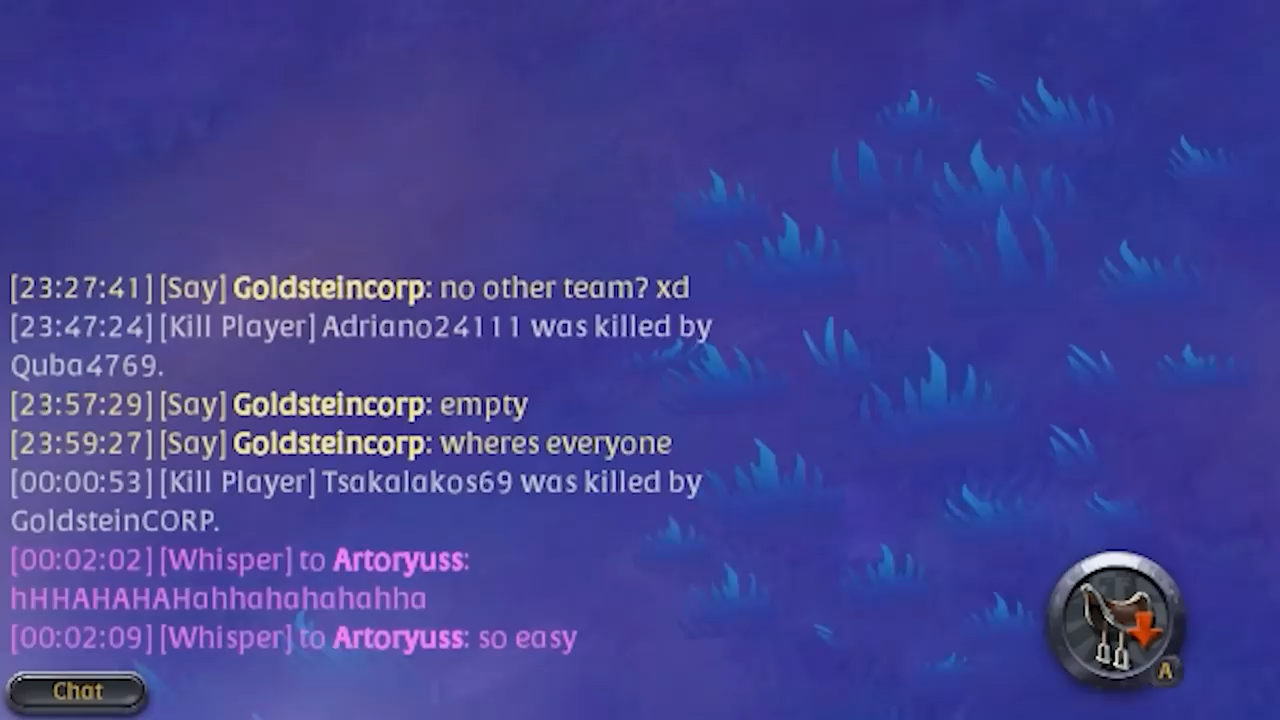 [23:27:41] [Say] Goldsteincorp: no other team? xd
[23:47:24] [Kill Player] Adriano24111 was killed by
Quba4769.
[23:57:29] [Say] Goldsteincorp: empty
[23:59:27] [Say] Goldsteincorp: wheres everyone
[00:00:53] [Kill Player] Tsakalakos69 was killed by
GoldsteinCORP.
[00:02:02] [Whisper] to Artoryuss:
hHHAHAHAHahhahahahahha
[00:02:09] [Whisper] to Artoryuss: so easy
A
Chat